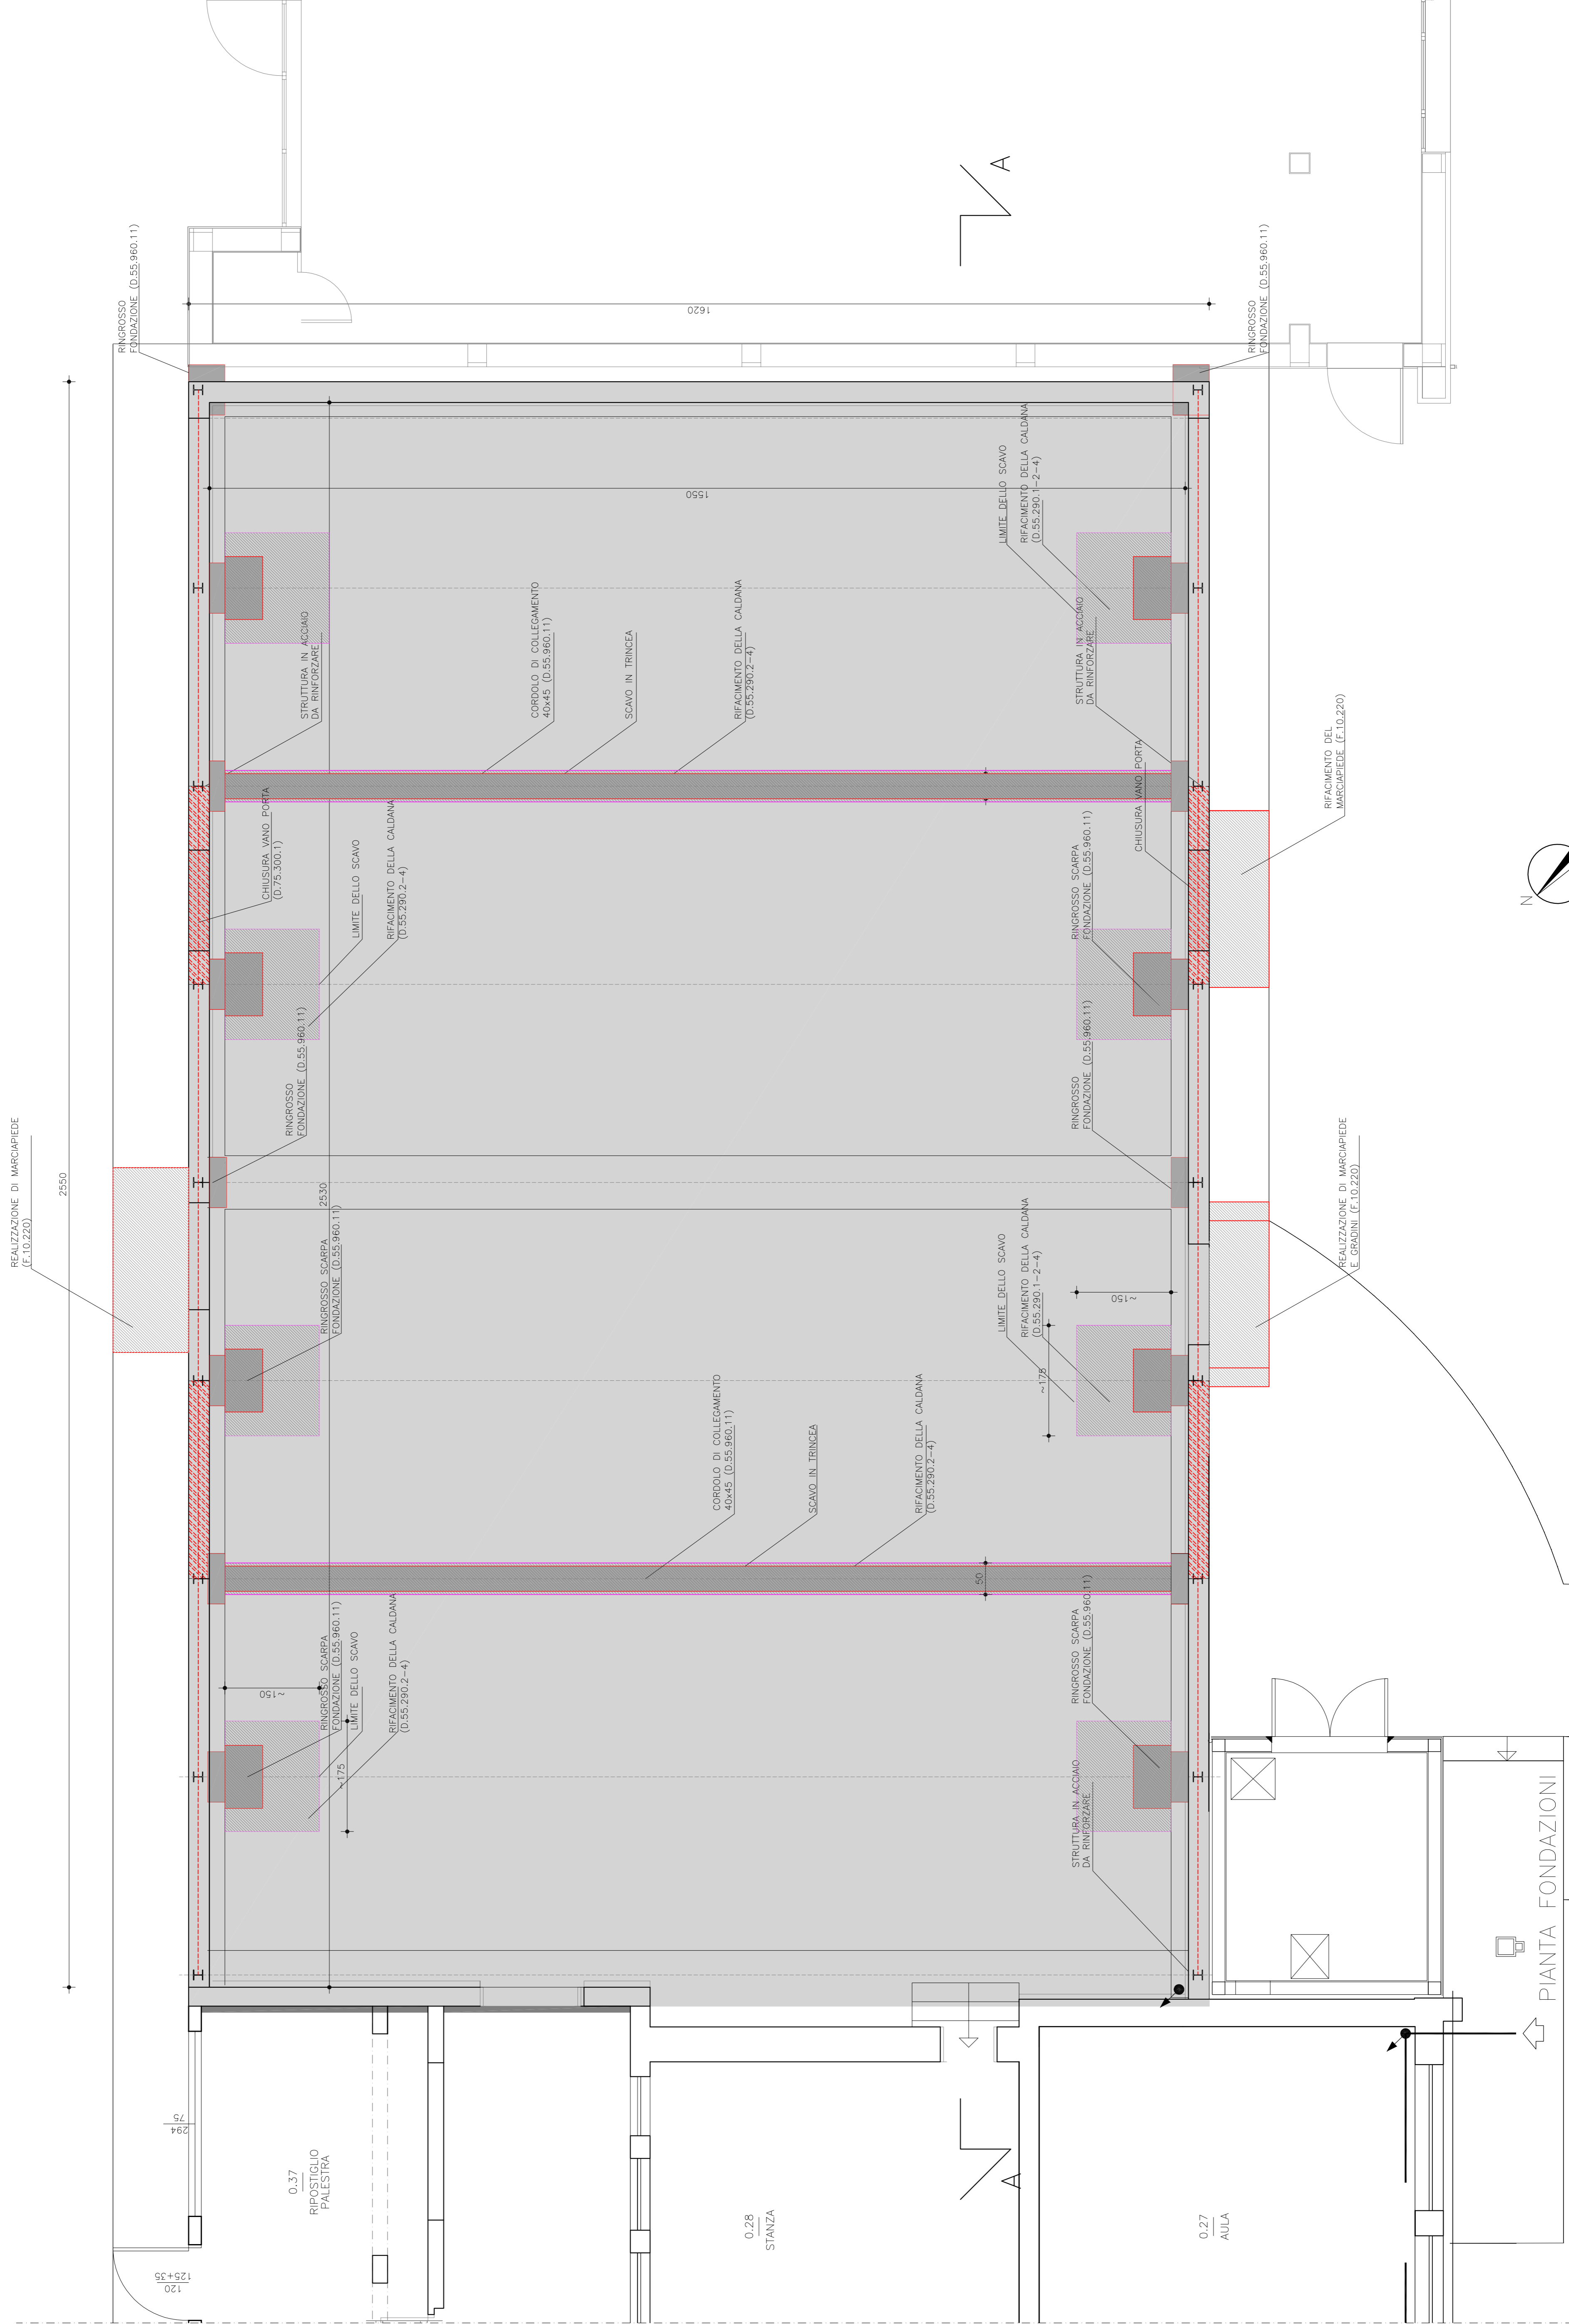 RINGROSSO
FONDAZIONE (D.55.960.11)
A
RINGROSSO
FONDAZIONE (D.55.960.11)
1620
1550
LIMITE DELLO SCAVO
RIFACIMENTO DELLA CALDANA
(D.55.290.1-2-4)
STRUTTURA IN ACCIAIO
DA RINFORZARE
CORDOLO DI COLLEGAMENTO
40x45 (D.55.960.11)
SCAVO IN TRINCEA
RIFACIMENTO DELLA CALDANA
(D.55.290.2-4)
STRUTTURA IN ACCIAIO
DA RINFORZARE
CHIUSURA VANO PORTA
(D.75.300.1)
LIMITE DELLO SCAVO
RIFACIMENTO DELLA CALDANA
(D.55.290.2-4)
CHIUSURA VANO PORTA
RINGROSSO SCARPA
FONDAZIONE (D.55.960.11)
RIFACIMENTO DEL
MARCIAPIEDE (F.10.220)
N
RINGROSSO
FONDAZIONE (D.55.960.11)
RINGROSSO
FONDAZIONE (D.55.960.11)
REALIZZAZIONE DI MARCIAPIEDE
(F.10.220)
2550
2530
RINGROSSO SCARPA
FONDAZIONE (D.55.960.11)
LIMITE DELLO SCAVO
RIFACIMENTO DELLA CALDANA
(D.55.290.1-2-4)
~150
~175
REALIZZAZIONE DI MARCIAPIEDE
E GRADINI (F.10.220)
CORDOLO DI COLLEGAMENTO
40x45 (D.55.960.11)
SCAVO IN TRINCEA
RIFACIMENTO DELLA CALDANA
(D.55.290.2-4)
50
RINGROSSO SCARPA
FONDAZIONE (D.55.960.11)
LIMITE DELLO SCAVO
RIFACIMENTO DELLA CALDANA
(D.55.290.2-4)
~150
~175
RINGROSSO SCARPA
FONDAZIONE (D.55.960.11)
STRUTTURA IN ACCIAIO
DA RINFORZARE
PIANTA FONDAZIONI
294
75
0.37
RIPOSTIGLIO
PALESTRA
120
125+35
0.28
STANZA
A
0.27
AULA